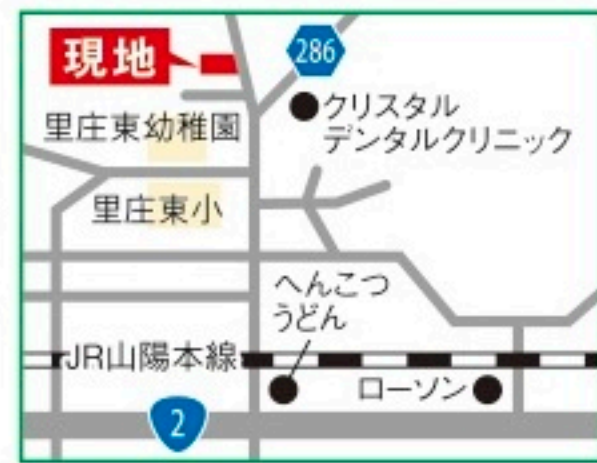 現地
286
クリスタル
デンタルクリニック
里庄東幼稚園
里庄東小
へんこつ
うどん
JR山陽本線
ローソン
2